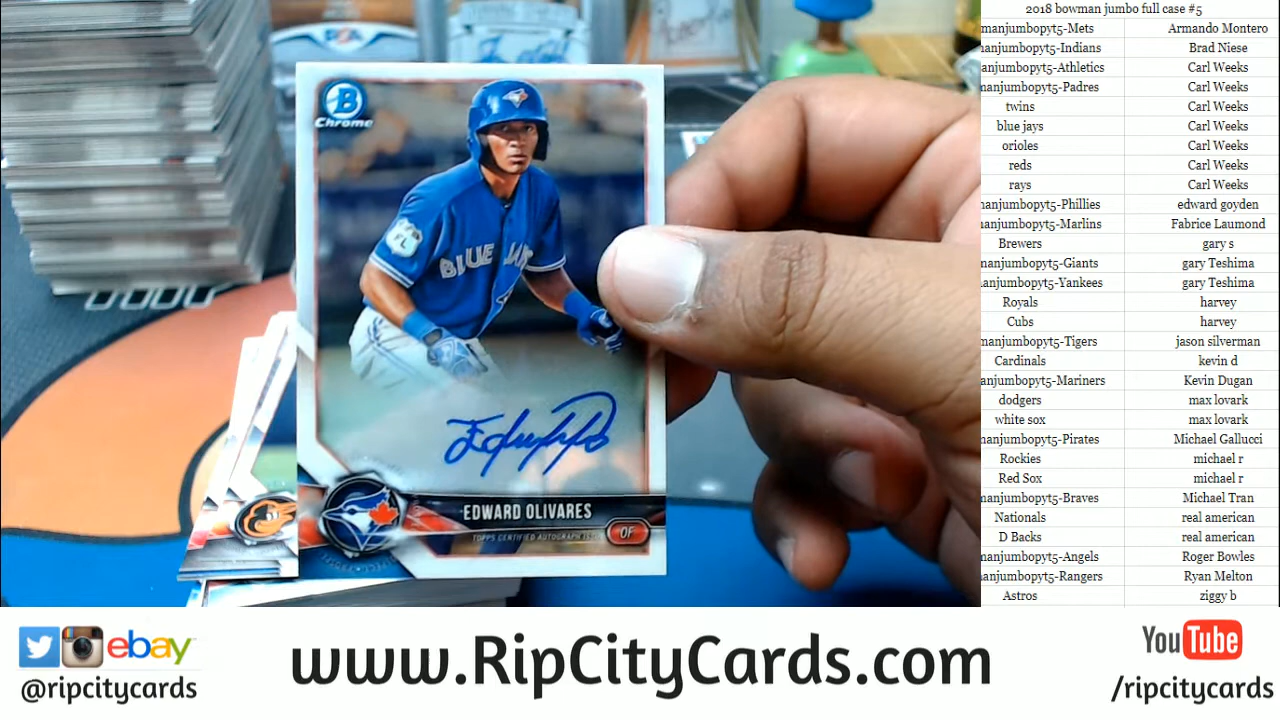 2018 bowman jumbo full case #5
manjumbopyt5-Mets Armando Montero
manjumbopyt5-Indians Brad Niese
anjumbopyt5-Athletics Carl Weeks
manjumbopyt5-Padres Carl Weeks
twins Carl Weeks
blue jays Carl Weeks
orioles Carl Weeks
reds Carl Weeks
rays Carl Weeks
manjumbopyt5-Phillies edward goyden
manjumbopyt5-Marlins Fabrice Laumond
Brewers gary s
manjumbopyt5-Giants gary Teshima
manjumbopyt5-Yankees gary Teshima
Royals harvey
Cubs harvey
manjumbopyt5-Tigers jason silverman
Cardinals kevin d
anjumbopyt5-Mariners Kevin Dugan
dodgers max lovark
white sox max lovark
manjumbopyt5-Pirates Michael Gallucci
Rockies michael r
Red Sox michael r
manjumbopyt5-Braves Michael Tran
Nationals real american
D Backs real american
manjumbopyt5-Angels Roger Bowles
anjumbopyt5-Rangers Ryan Melton
Astros ziggy b
B
Chrome
FL
BLUE JA
EDWARD OLIVARES
TOPPS CERTIFIED AUTOGRAPH
OF
ebay
@ripcitycards
www.RipCityCards.com
YouTube
/ripcitycards